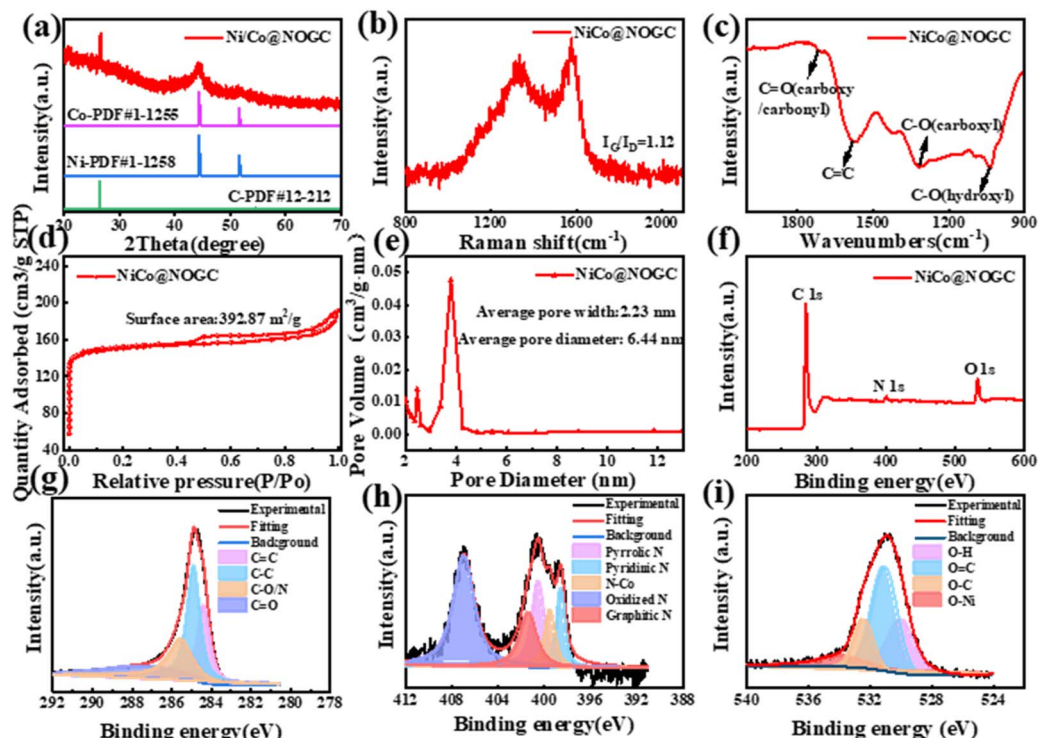 (a)
Ni/Co@NOGC
Co-PDF#1-1255
Ni-PDF#1-1258
C-PDF#12-212
Intensity(a.u.)
20 30 40 50 60 70
2Theta(degree)
(b)
NiCo@NOGC
I_G/I_D=1.12
Intensity(a.u.)
800 1200 1600 2000
Raman shift(cm⁻¹)
(c)
NiCo@NOGC
C=O(carboxy
/carbonyl)
C-O(carboxyl)
C=C
C-O(hydroxyl)
Intensity(a.u.)
1800 1500 1200 900
Wavenumbers(cm⁻¹)
(d)
NiCo@NOGC
Surface area:392.87 m²/g
Quantity Adsorbed (cm3/g STP)
240
200
160
120
80
40
0.0 0.2 0.4 0.6 0.8 1.0
Relative pressure(P/Po)
(e)
NiCo@NOGC
Average pore width:2.23 nm
Average pore diameter: 6.44 nm
Pore Volume (cm³/g·nm)
0.05
0.04
0.03
0.02
0.01
0.00
2 4 6 8 10 12
Pore Diameter (nm)
(f)
NiCo@NOGC
C 1s
N 1s
O 1s
Intensity(a.u.)
200 300 400 500 600
Binding energy(eV)
(g)
Experimental
Fitting
Background
C=C
C-C
C-O/N
C=O
Intensity(a.u.)
292 290 288 286 284 282 280 278
Binding energy(eV)
(h)
Experimental
Fitting
Background
Pyrrolic N
Pyridinic N
N-Co
Oxidized N
Graphitic N
Intensity(a.u.)
412 408 404 400 396 392 388
Binding energy(eV)
(i)
Experimental
Fitting
Background
O-H
O=C
O-C
O-Ni
Intensity (a.u.)
540 536 532 528 524
Binding energy (eV)